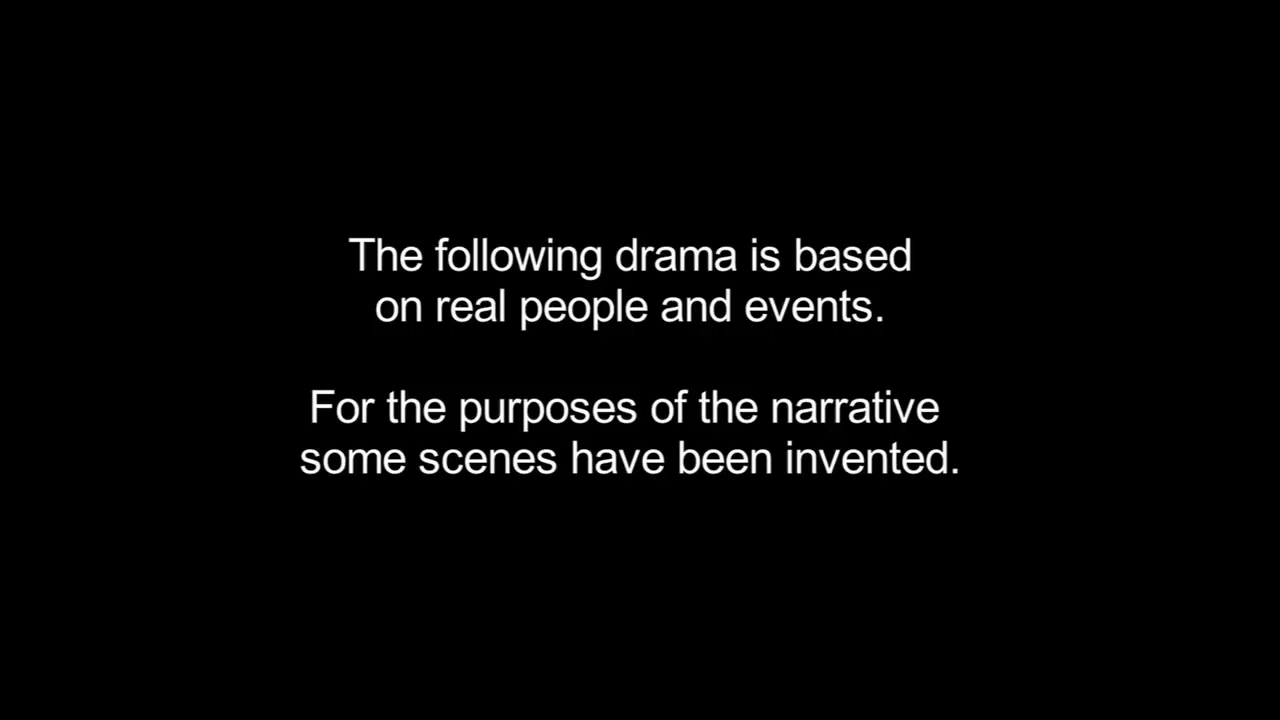 The following drama is based
on real people and events.
For the purposes of the narrative
some scenes have been invented.